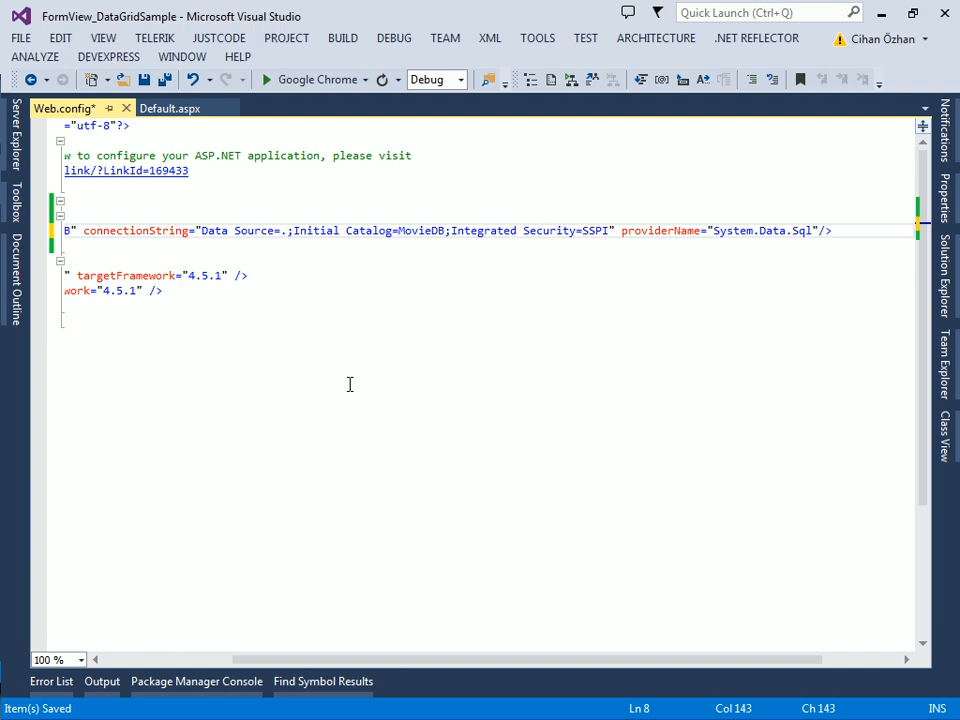 FormView_DataGridSample - Microsoft Visual Studio
Quick Launch (Ctrl+Q)
FILE EDIT VIEW TELERIK JUSTCODE PROJECT BUILD DEBUG TEAM XML TOOLS TEST ARCHITECTURE .NET REFLECTOR Cihan Özhan
ANALYZE DEVEXPRESS WINDOW HELP
Google Chrome Debug
Web.config* Default.aspx
="utf-8"?>
w to configure your ASP.NET application, please visit
link/?LinkId=169433
B" connectionString="Data Source=.;Initial Catalog=MovieDB;Integrated Security=SSPI" providerName="System.Data.Sql"/>
" targetFramework="4.5.1" />
work="4.5.1" />
Server Explorer
Toolbox
Document Outline
Notifications
Properties
Solution Explorer
Team Explorer
Class View
100 %
Error List Output Package Manager Console Find Symbol Results
Item(s) Saved Ln 8 Col 143 Ch 143 INS